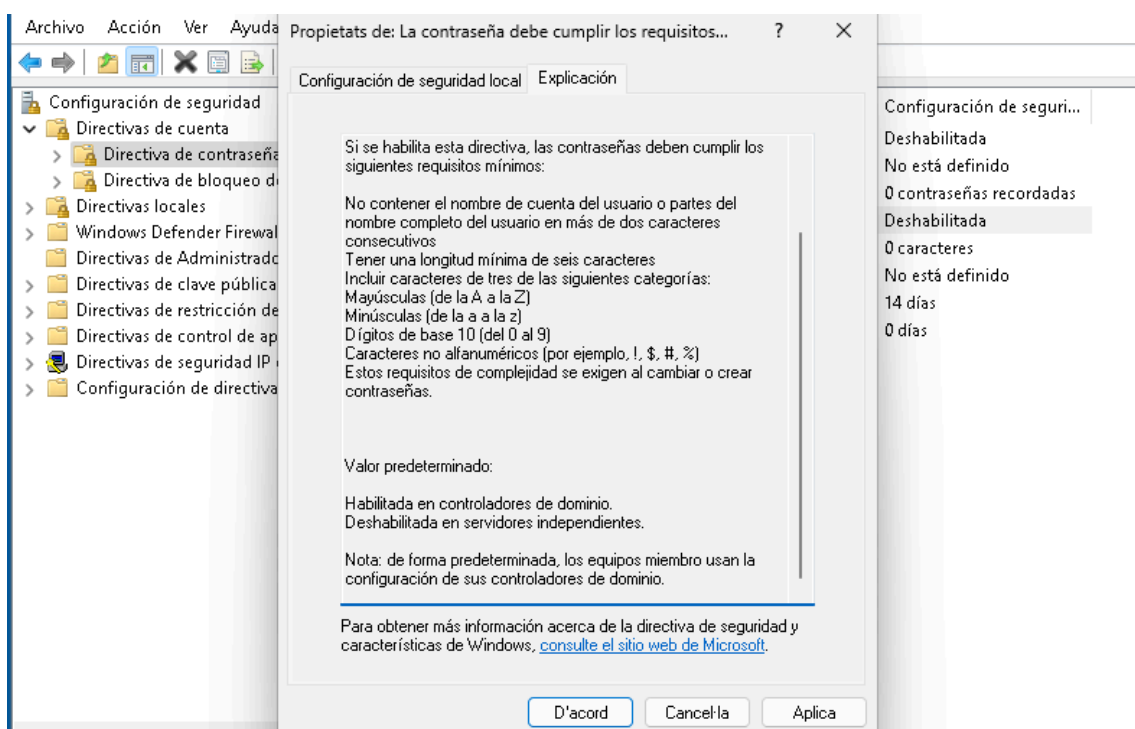 Archivo Acción Ver Ayuda
Propietats de: La contraseña debe cumplir los requisitos... ?
Configuración de seguridad local Explicación
Configuración de seguridad
Directivas de cuenta
Directiva de contraseña
Directiva de bloqueo d
Directivas locales
Windows Defender Firewal
Directivas de Administrado
Directivas de clave pública
Directivas de restricción de
Directivas de control de ap
Directivas de seguridad IP
Configuración de directiva
Si se habilita esta directiva, las contraseñas deben cumplir los
siguientes requisitos mínimos:
No contener el nombre de cuenta del usuario o partes del
nombre completo del usuario en más de dos caracteres
consecutivos
Tener una longitud mínima de seis caracteres
Incluir caracteres de tres de las siguientes categorías:
Mayúsculas (de la A a la Z)
Minúsculas (de la a a la z)
Dígitos de base 10 (del 0 al 9)
Caracteres no alfanuméricos (por ejemplo, !, $, #, %)
Estos requisitos de complejidad se exigen al cambiar o crear
contraseñas.
Valor predeterminado:
Habilitada en controladores de dominio.
Deshabilitada en servidores independientes.
Nota: de forma predeterminada, los equipos miembro usan la
configuración de sus controladores de dominio.
Para obtener más información acerca de la directiva de seguridad y
características de Windows, consulte el sitio web de Microsoft.
D'acord Cancel·la Aplica
Configuración de seguri...
Deshabilitada
No está definido
0 contraseñas recordadas
Deshabilitada
0 caracteres
No está definido
14 días
0 días